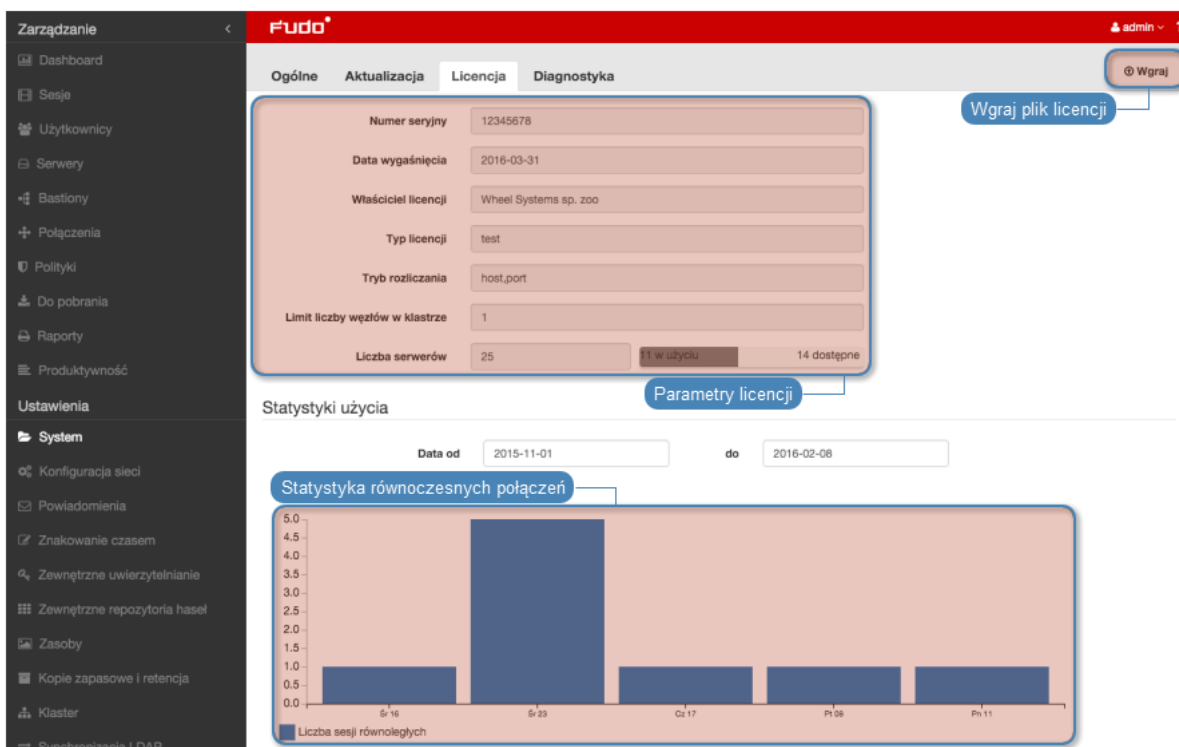 Zarządzanie
Dashboard
Sesje
Użytkownicy
Serwery
Bastiony
Połączenia
Polityki
Do pobrania
Raporty
Produktywność
Ustawienia
System
Konfiguracja sieci
Powiadomienia
Znakowanie czasem
Zewnętrzne uwierzytelnianie
Zewnętrzne repozytoria haseł
Zasoby
Kopie zapasowe i retencja
Klaster
Synchronizacja LDAP
FUDO
admin
Ogólne Aktualizacja Licencja Diagnostyka
Wgraj
Wgraj plik licencji
Numer seryjny 12345678
Data wygaśnięcia 2016-03-31
Właściciel licencji Wheel Systems sp. zoo
Typ licencji test
Tryb rozliczania host,port
Limit liczby węzłów w klastrze 1
Liczba serwerów 25 11 w użyciu 14 dostępne
Parametry licencji
Statystyki użycia
Data od 2015-11-01 do 2016-02-08
Statystyka równoczesnych połączeń
5.0
4.5
4.0
3.5
3.0
2.5
2.0
1.5
1.0
0.5
0.0
Śr 16 Śr 23 Cz 17 Pt 08 Pn 11
Liczba sesji równoległych